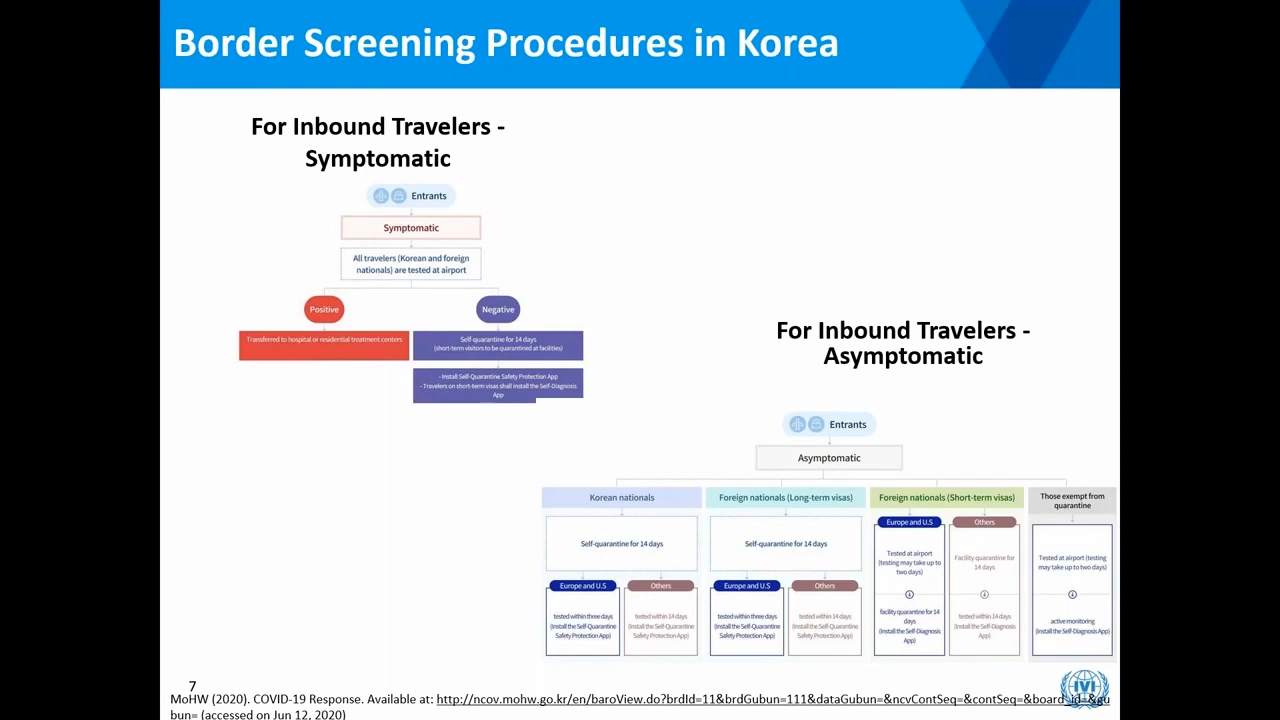 Border Screening Procedures in Korea
For Inbound Travelers -
Symptomatic
Entrants
Symptomatic
All travelers (Korean and foreign
nationals) are tested at airport
Positive
Negative
Transferred to hospital or residential treatment centers
Self-quarantine for 14 days
(short-term visitors to be quarantined at facilities)
- Install Self-Quarantine Safety Protection App
- Travelers on short-term visas shall install the Self-Diagnosis
App
For Inbound Travelers -
Asymptomatic
Entrants
Asymptomatic
Korean nationals
Self-quarantine for 14 days
Europe and U.S
tested within three days
(Install the Self-Quarantine
Safety Protection App)
Others
tested within 14 days
(Install the Self-Quarantine
Safety Protection App)
Foreign nationals (Long-term visas)
Self-quarantine for 14 days
Europe and U.S
tested within three days
(Install the Self-Quarantine
Safety Protection App)
Others
tested within 14 days
(Install the Self-Quarantine
Safety Protection App)
Foreign nationals (Short-term visas)
Europe and U.S
Tested at airport
(testing may take up to
two days)
facility quarantine for 14
days
(Install the Self-Diagnosis
App)
Others
Facility quarantine for
14 days
tested within 14 days
(Install the Self-Diagnosis
App)
Those exempt from
quarantine
Tested at airport (testing
may take up to two days)
active monitoring
(Install the Self-Diagnosis App)
7
IVI
MoHW (2020). COVID-19 Response. Available at: http://ncov.mohw.go.kr/en/baroView.do?brdId=11&brdGubun=111&dataGubun=&ncvContSeq=&contSeq=&board_id=&gu
bun= (accessed on Jun 12, 2020)